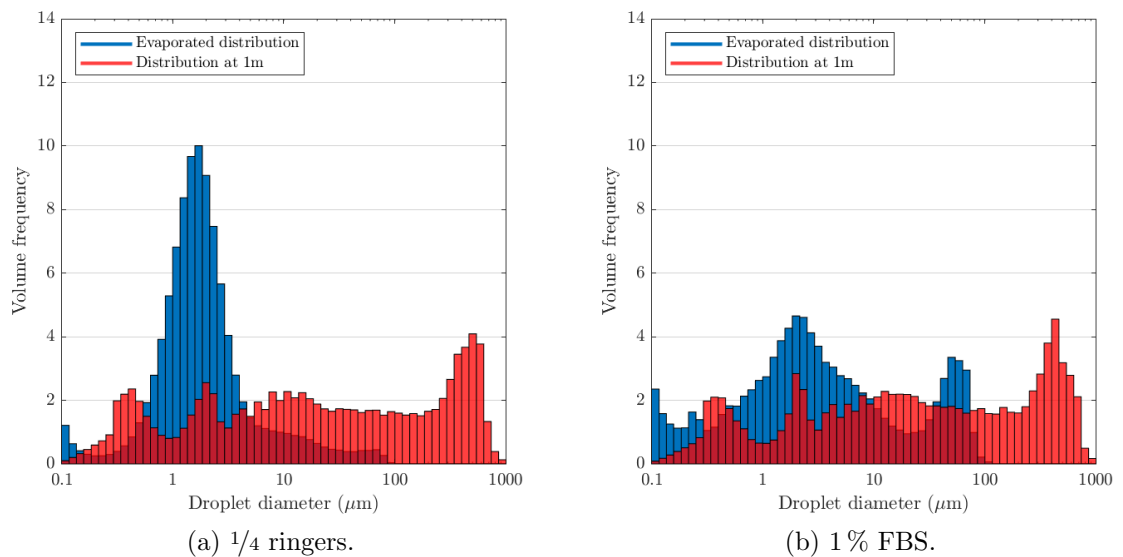 14
12
10
8
6
4
2
0
Volume frequency
Evaporated distribution
Distribution at 1m
0.1 1 10 100 1000
Droplet diameter (μm)
(a) 1/4 ringers.
14
12
10
8
6
4
2
0
Volume frequency
Evaporated distribution
Distribution at 1m
0.1 1 10 100 1000
Droplet diameter (μm)
(b) 1 % FBS.